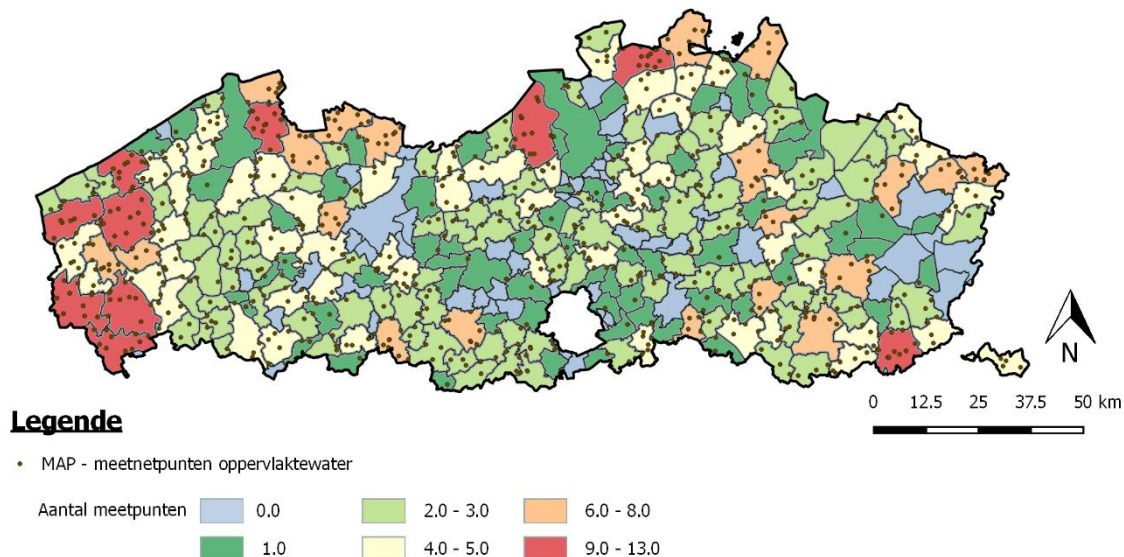 N
0 12.5 25 37.5 50 km
Legende
MAP - meetnetpunten oppervlaktewater
Aantal meetpunten 0.0 2.0 - 3.0 6.0 - 8.0
1.0 4.0 - 5.0 9.0 - 13.0